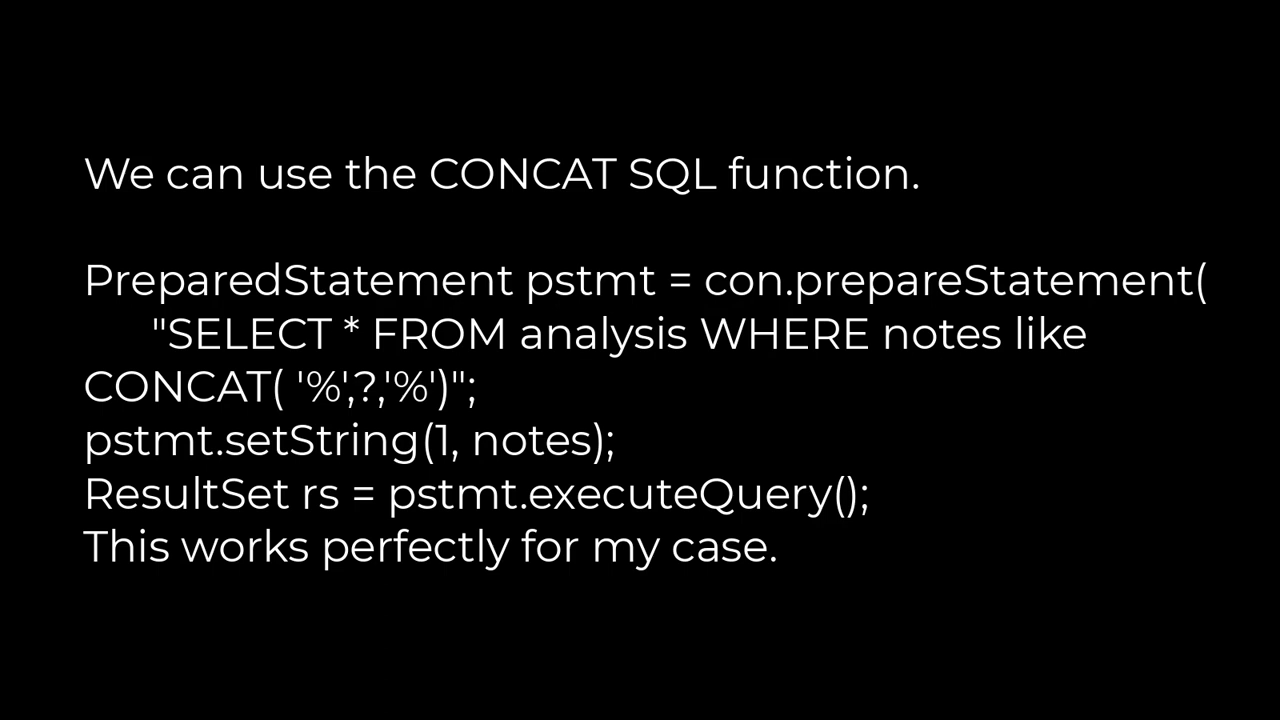 We can use the CONCAT SQL function.
PreparedStatement pstmt = con.prepareStatement(
"SELECT * FROM analysis WHERE notes like
CONCAT( '%',?,'%')";
pstmt.setString(1, notes);
ResultSet rs = pstmt.executeQuery();
This works perfectly for my case.